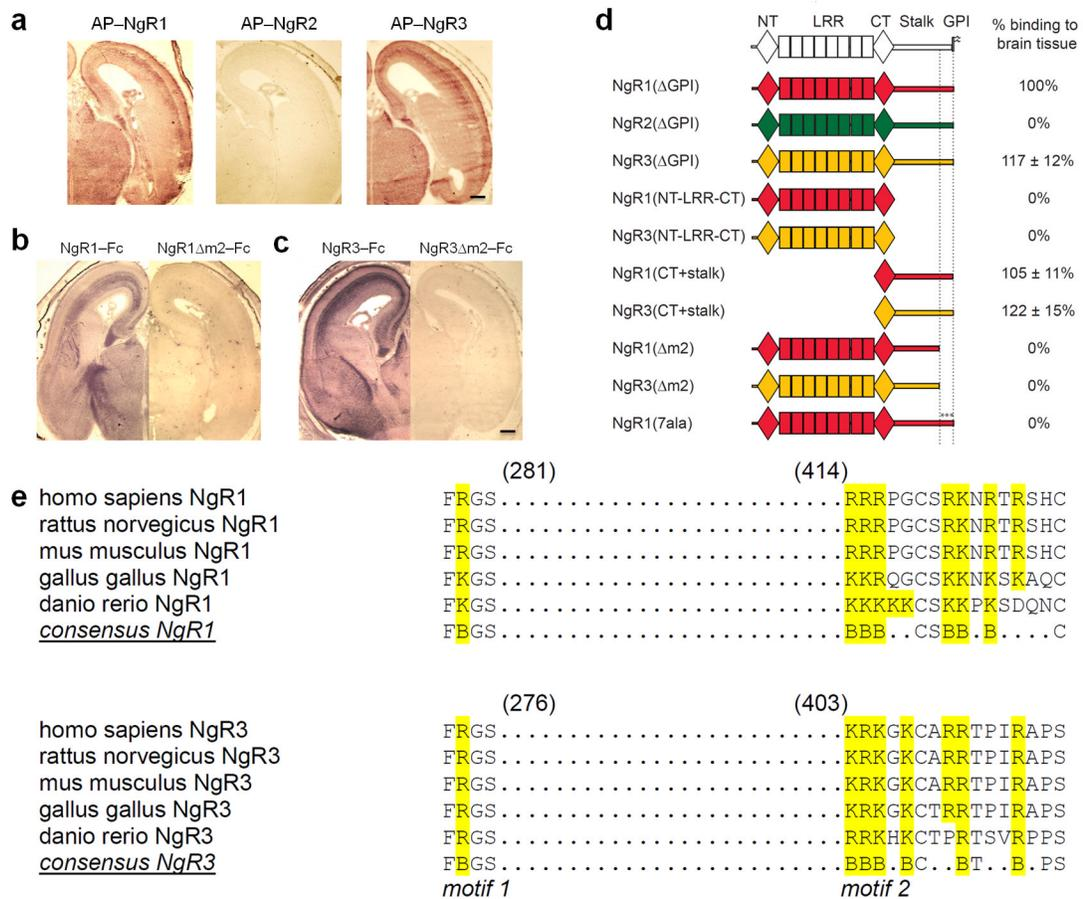 a
AP–NgR1 AP–NgR2 AP–NgR3
b
NgR1–Fc NgR1Δm2–Fc
c
NgR3–Fc NgR3Δm2–Fc
d
NT LRR CT Stalk GPI
% binding to
brain tissue
NgR1(ΔGPI) 100%
NgR2(ΔGPI) 0%
NgR3(ΔGPI) 117 ± 12%
NgR1(NT-LRR-CT) 0%
NgR3(NT-LRR-CT) 0%
NgR1(CT+stalk) 105 ± 11%
NgR3(CT+stalk) 122 ± 15%
NgR1(Δm2) 0%
NgR3(Δm2) 0%
***
NgR1(7ala) 0%
(281) (414)
e homo sapiens NgR1 FRGS.........................RRRPGCSRKNRTRSHC
rattus norvegicus NgR1 FRGS.........................RRRPGCSRKNRTRSHC
mus musculus NgR1 FRGS.........................RRRPGCSRKNRTRSHC
gallus gallus NgR1 FKGS.........................KKRQGCSKKNKSKAQC
danio rerio NgR1 FKGS.........................KKKKKCSKKPKSDQNC
consensus NgR1 FBGS.........................BBB..CSBB.B....C
(276) (403)
homo sapiens NgR3 FRGS.........................KRKGKCARRTPIRAPS
rattus norvegicus NgR3 FRGS.........................KRKGKCARRTPIRAPS
mus musculus NgR3 FRGS.........................KRKGKCARRTPIRAPS
gallus gallus NgR3 FRGS.........................KRKGKCTRRTPIRAPS
danio rerio NgR3 FRGS.........................RRKHKCTPRTSVRPPS
consensus NgR3 FBGS.........................BBB.BC..BT..B.PS
motif 1 motif 2